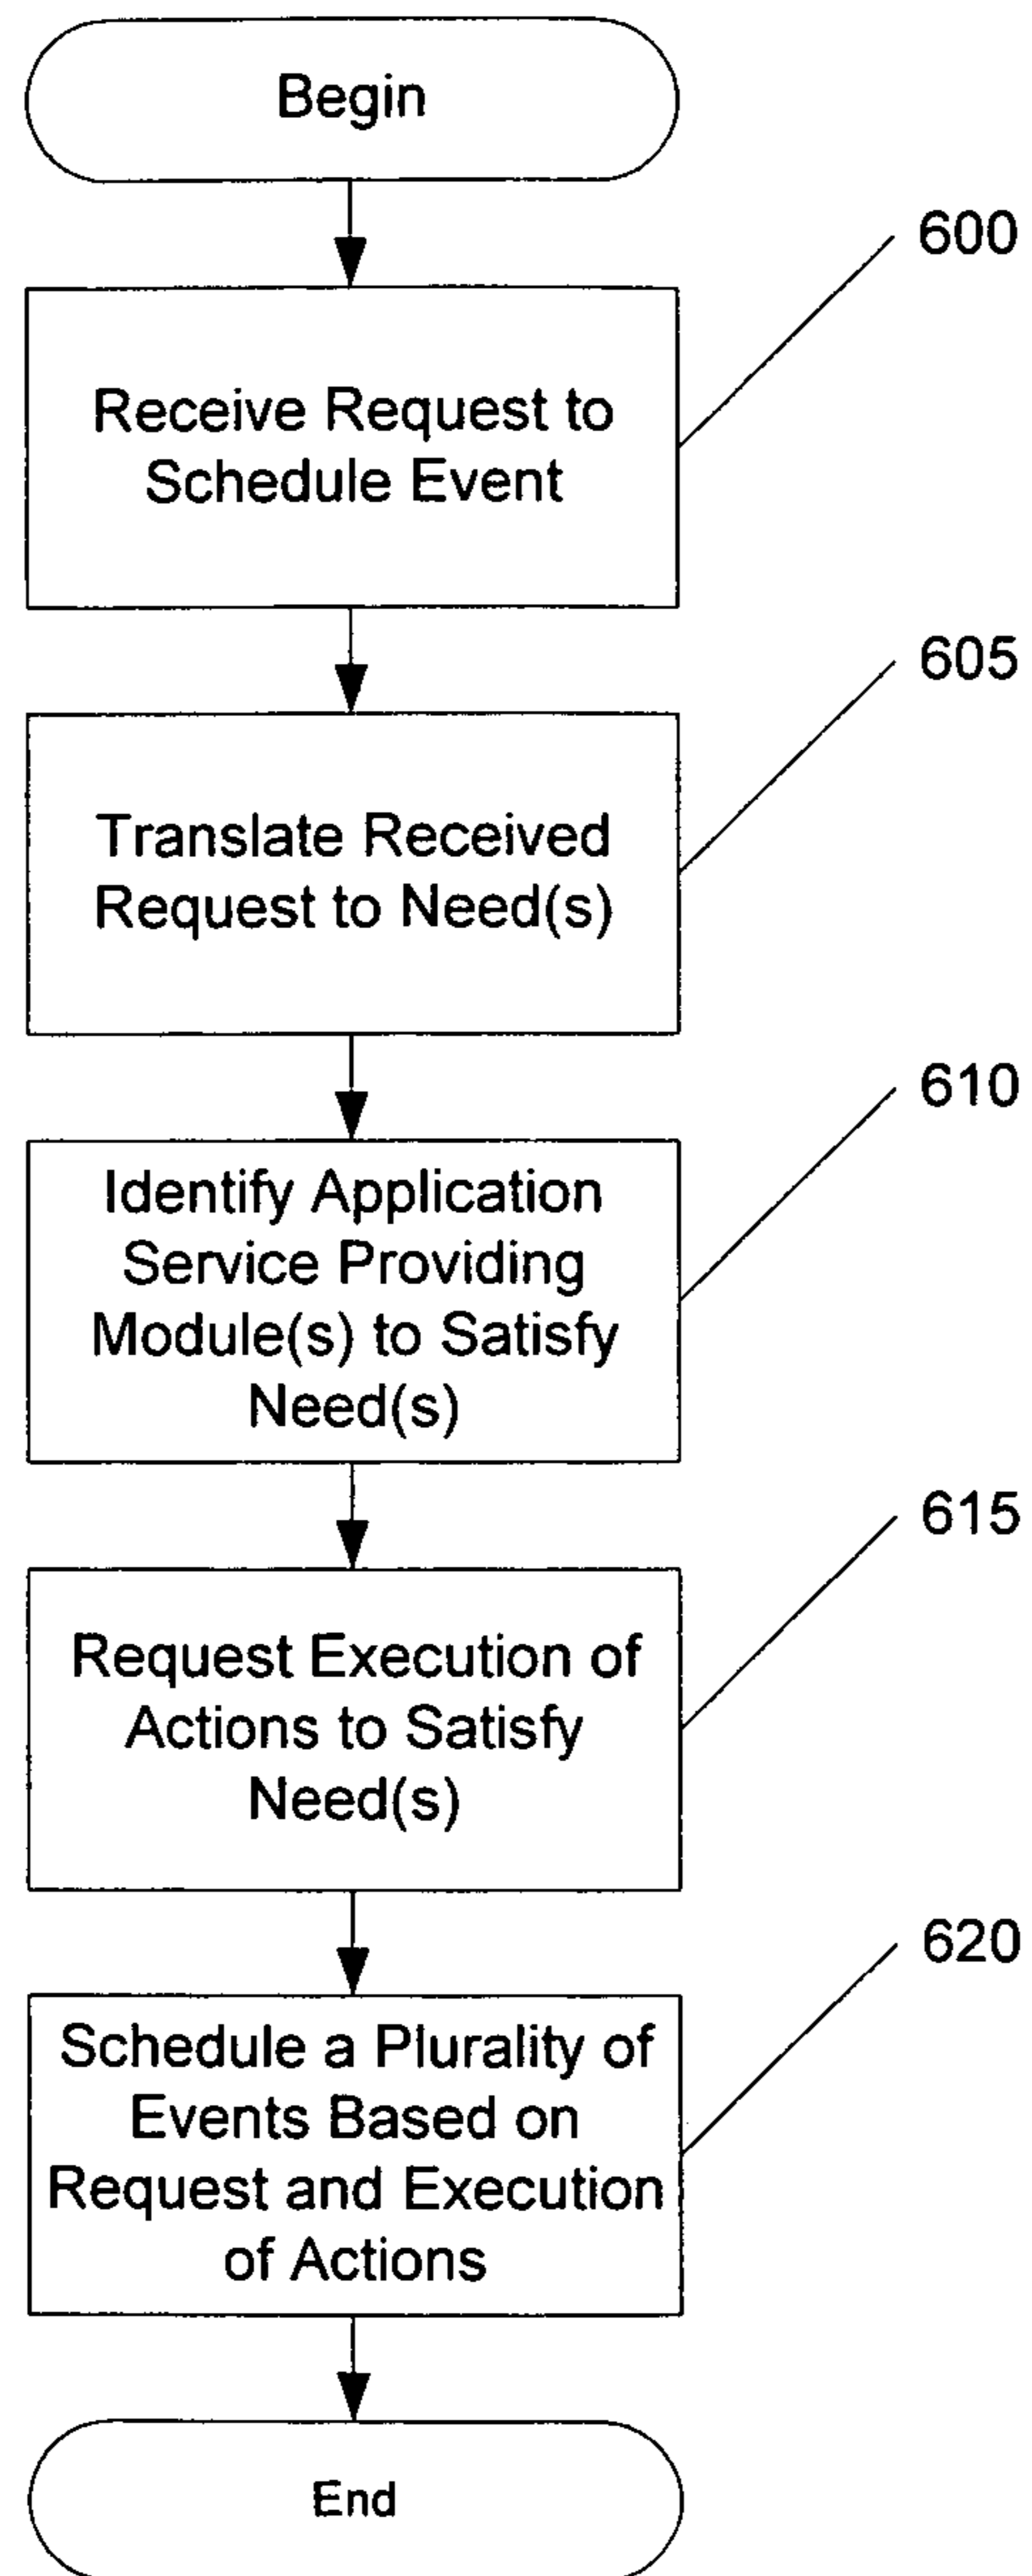 Begin
600
Receive Request to
Schedule Event
605
Translate Received
Request to Need(s)
610
Identify Application
Service Providing
Module(s) to Satisfy
Need(s)
615
Request Execution of
Actions to Satisfy
Need(s)
620
Schedule a Plurality of
Events Based on
Request and Execution
of Actions
End